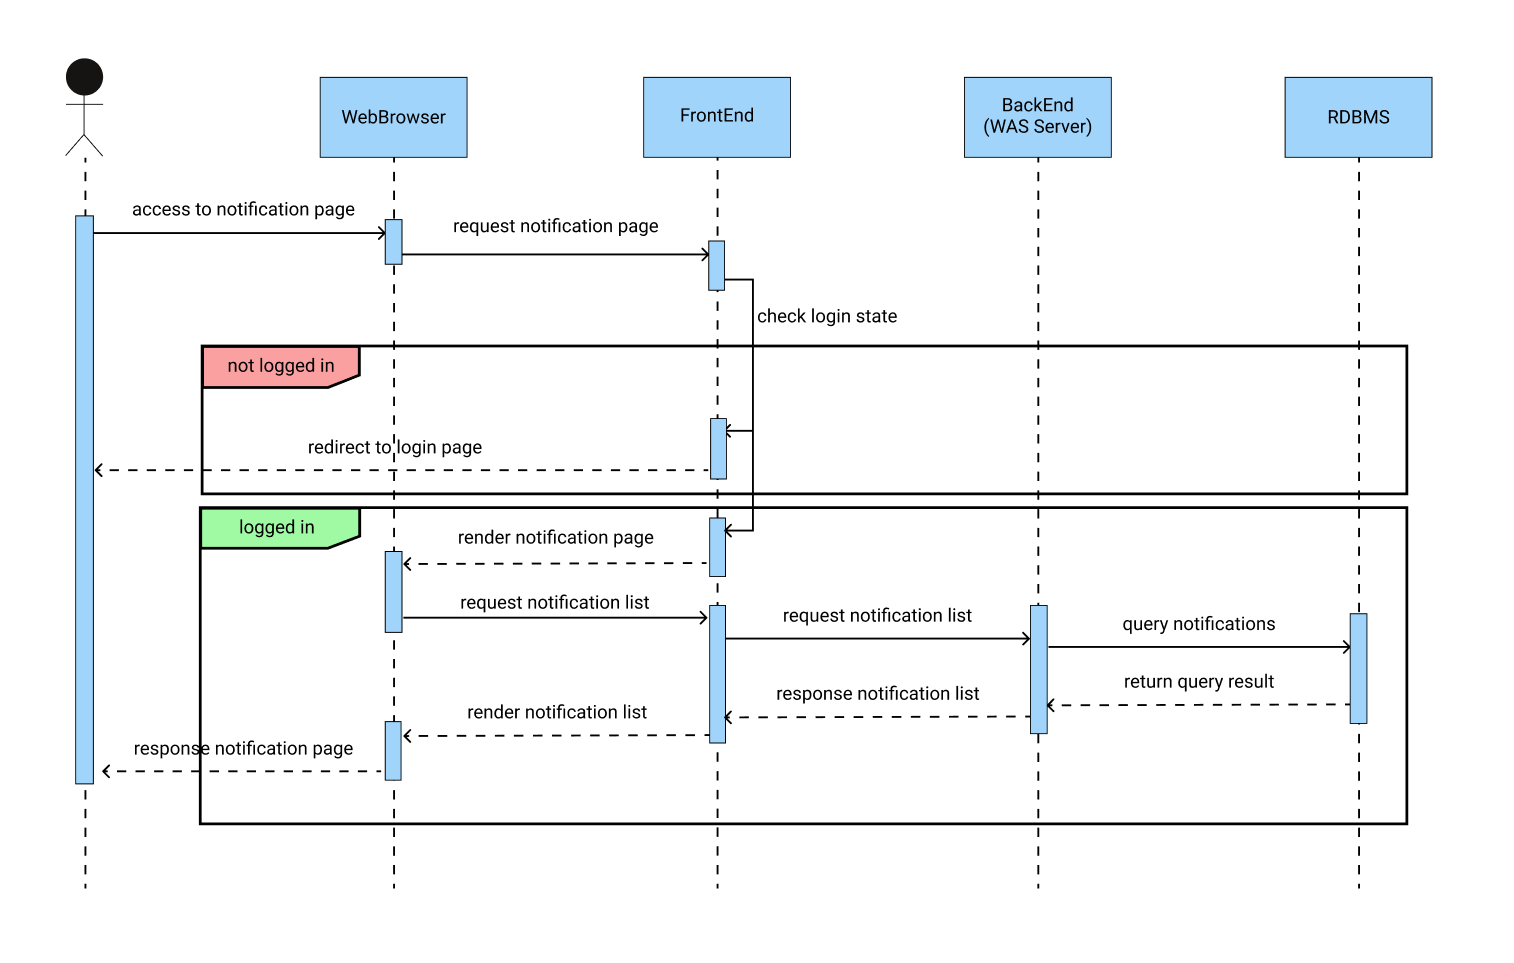 WebBrowser
FrontEnd
BackEnd
(WAS Server)
RDBMS
access to notification page
request notification page
check login state
not logged in
redirect to login page
logged in
render notification page
request notification list
request notification list
query notifications
return query result
response notification list
render notification list
response notification page